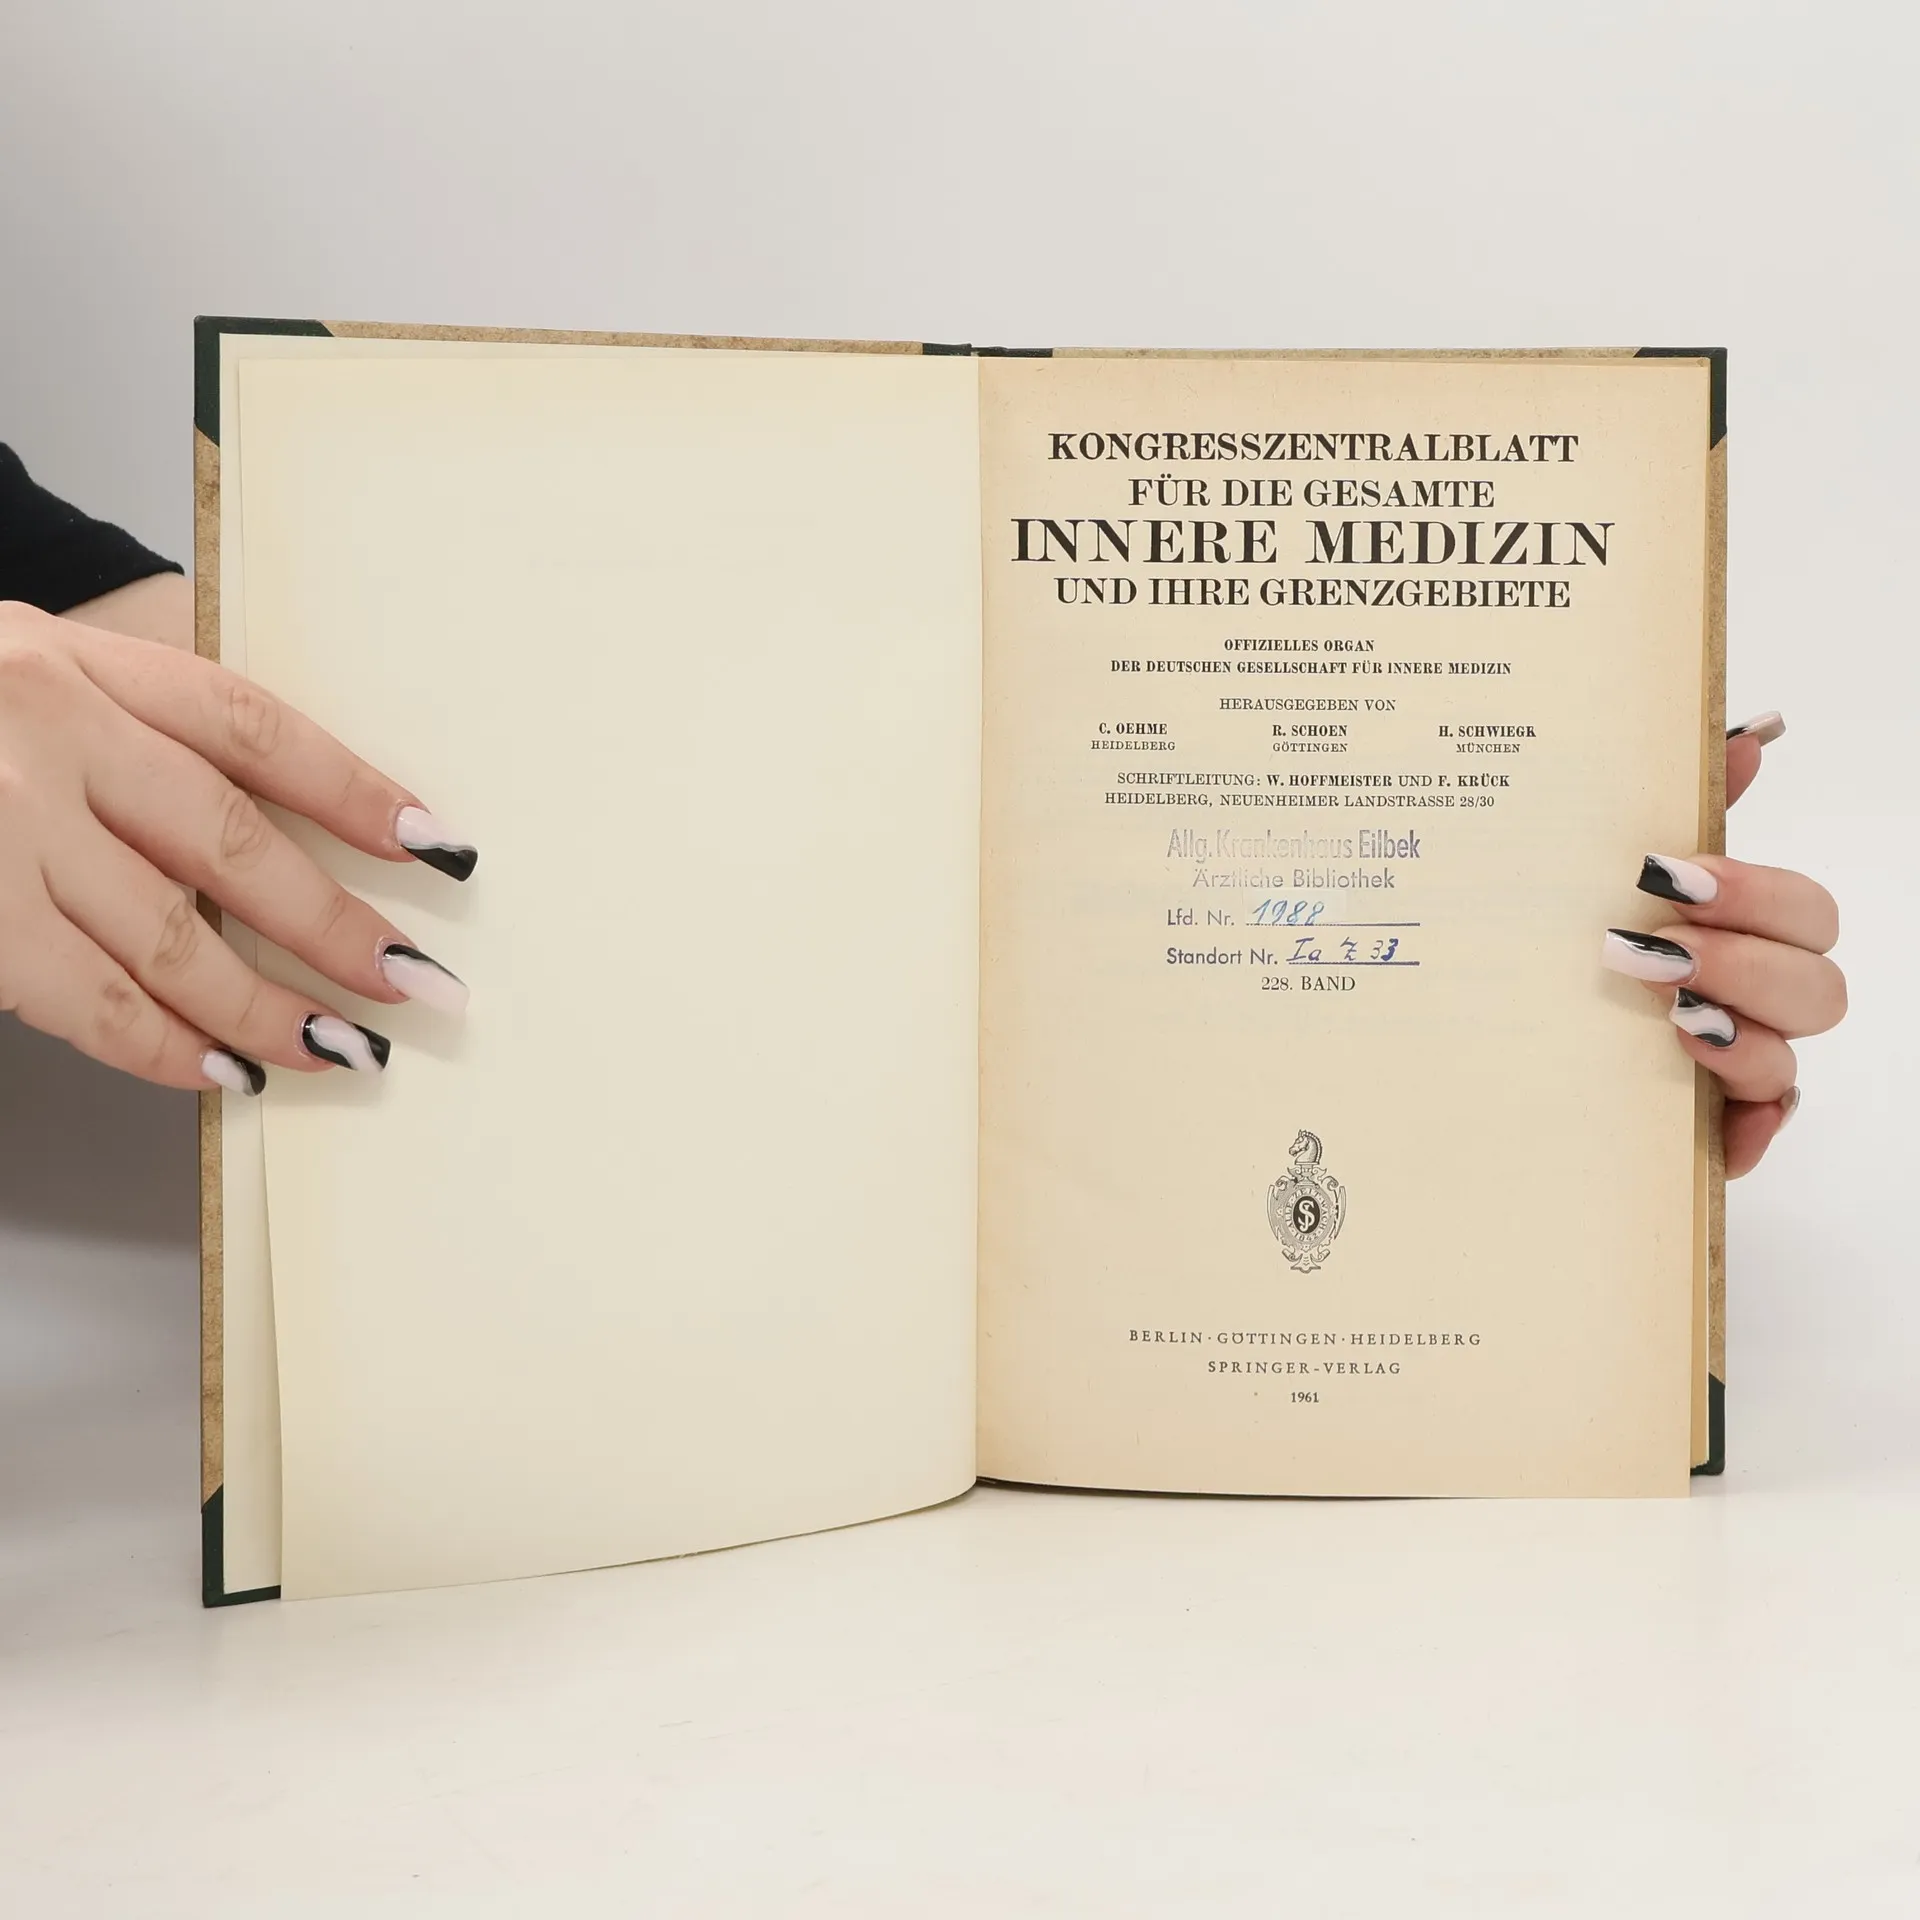 KONGRESSZENTRALBLATT
FÜR DIE GESAMTE
INNERE MEDIZIN
UND IHRE GRENZGEBIETE
OFFIZIELLES ORGAN
DER DEUTSCHEN GESELLSCHAFT FÜR INNERE MEDIZIN
HERAUSGEGEBEN VON
C. OEHME R. SCHOEN H. SCHWIEGK
HEIDELBERG GÖTTINGEN MÜNCHEN
SCHRIFTLEITUNG: W. HOFFMEISTER UND F. KRÜCK
HEIDELBERG, NEUENHEIMER LANDSTRASSE 28/30
Allg. Krankenhaus Eilbek
Ärztliche Bibliothek
Lfd. Nr. 1988
Standort Nr. Ia Z 33
228. BAND
BERLIN · GÖTTINGEN · HEIDELBERG
SPRINGER-VERLAG
1961